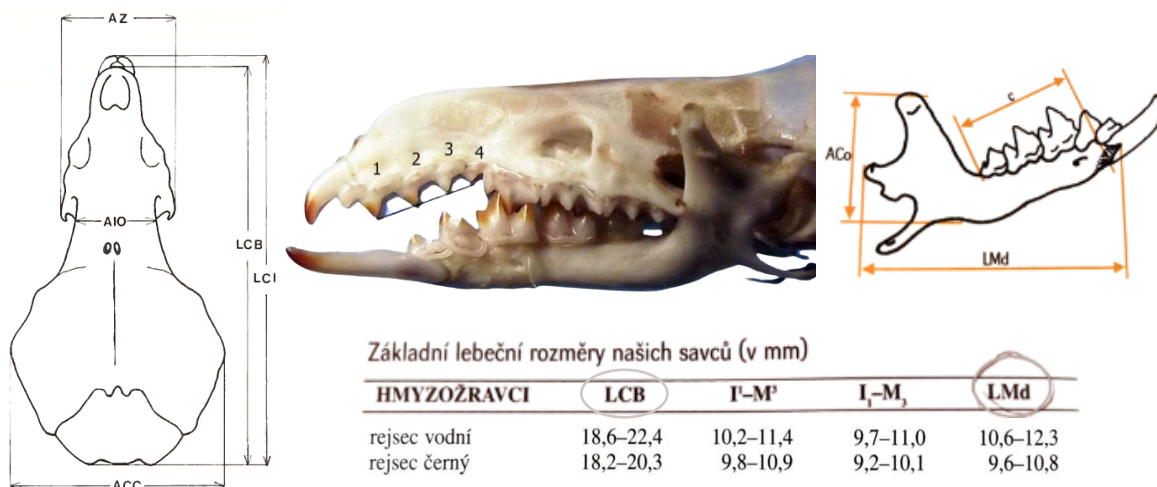 AZ
AIO
LCB
LCI
ACC
1 2 3 4
c
ACo
LMd
Základní lebeční rozměry našich savců (v mm)
HMYZOŽRAVCI LCB I¹–M³ I₁–M₃ LMd
rejsec vodní 18,6–22,4 10,2–11,4 9,7–11,0 10,6–12,3
rejsec černý 18,2–20,3 9,8–10,9 9,2–10,1 9,6–10,8